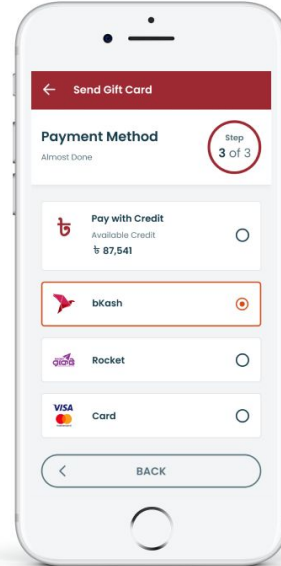 Send Gift Card
Payment Method
Almost Done
Step
3 of 3
Pay with Credit
Available Credit
৳ 87,541
bKash
Rocket
VISA
Card
BACK